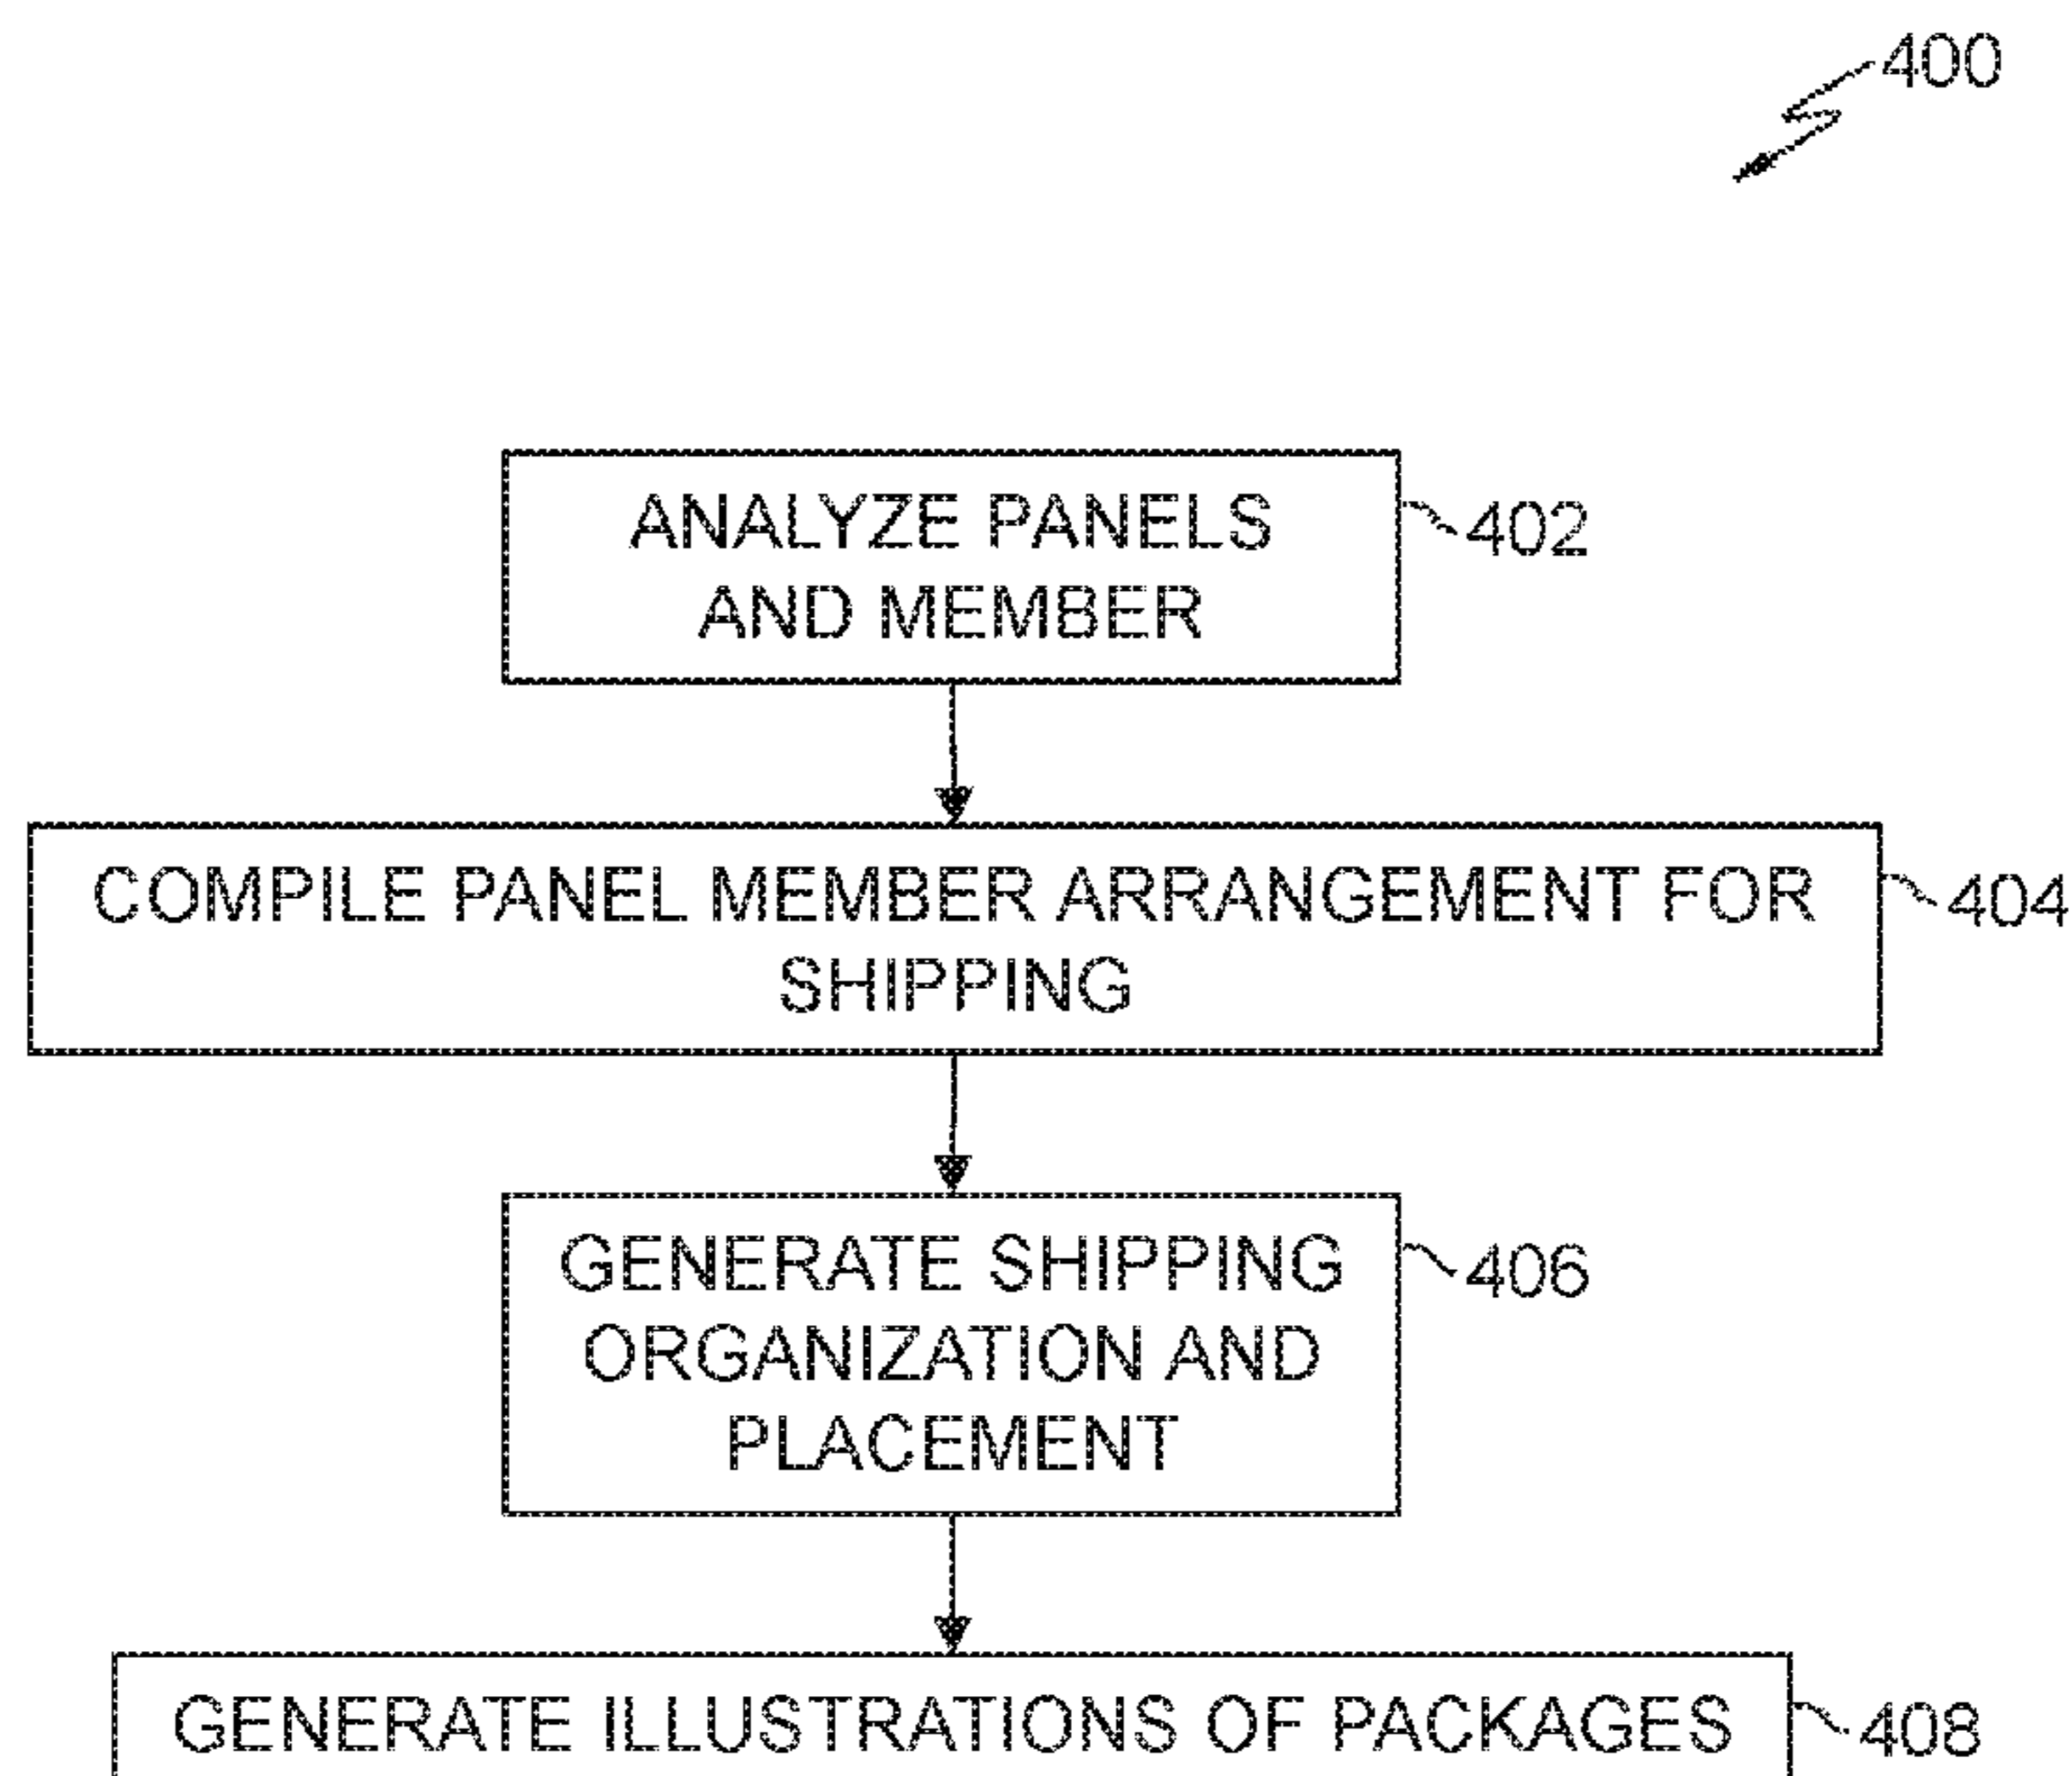 400
ANALYZE PANELS
AND MEMBER
402
COMPILE PANEL MEMBER ARRANGEMENT FOR
SHIPPING
404
GENERATE SHIPPING
ORGANIZATION AND
PLACEMENT
406
GENERATE ILLUSTRATIONS OF PACKAGES
408